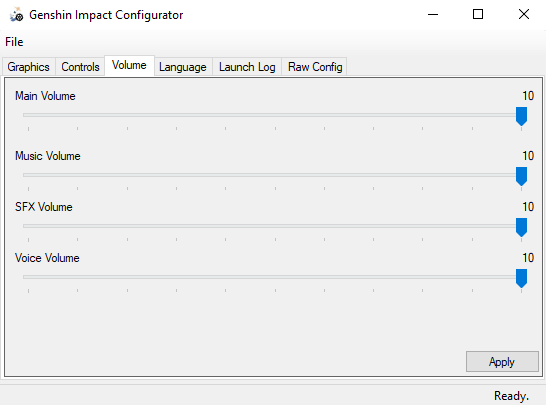 Genshin Impact Configurator
File
Graphics Controls Volume Language Launch Log Raw Config
Main Volume 10
Music Volume 10
SFX Volume 10
Voice Volume 10
Apply
Ready.